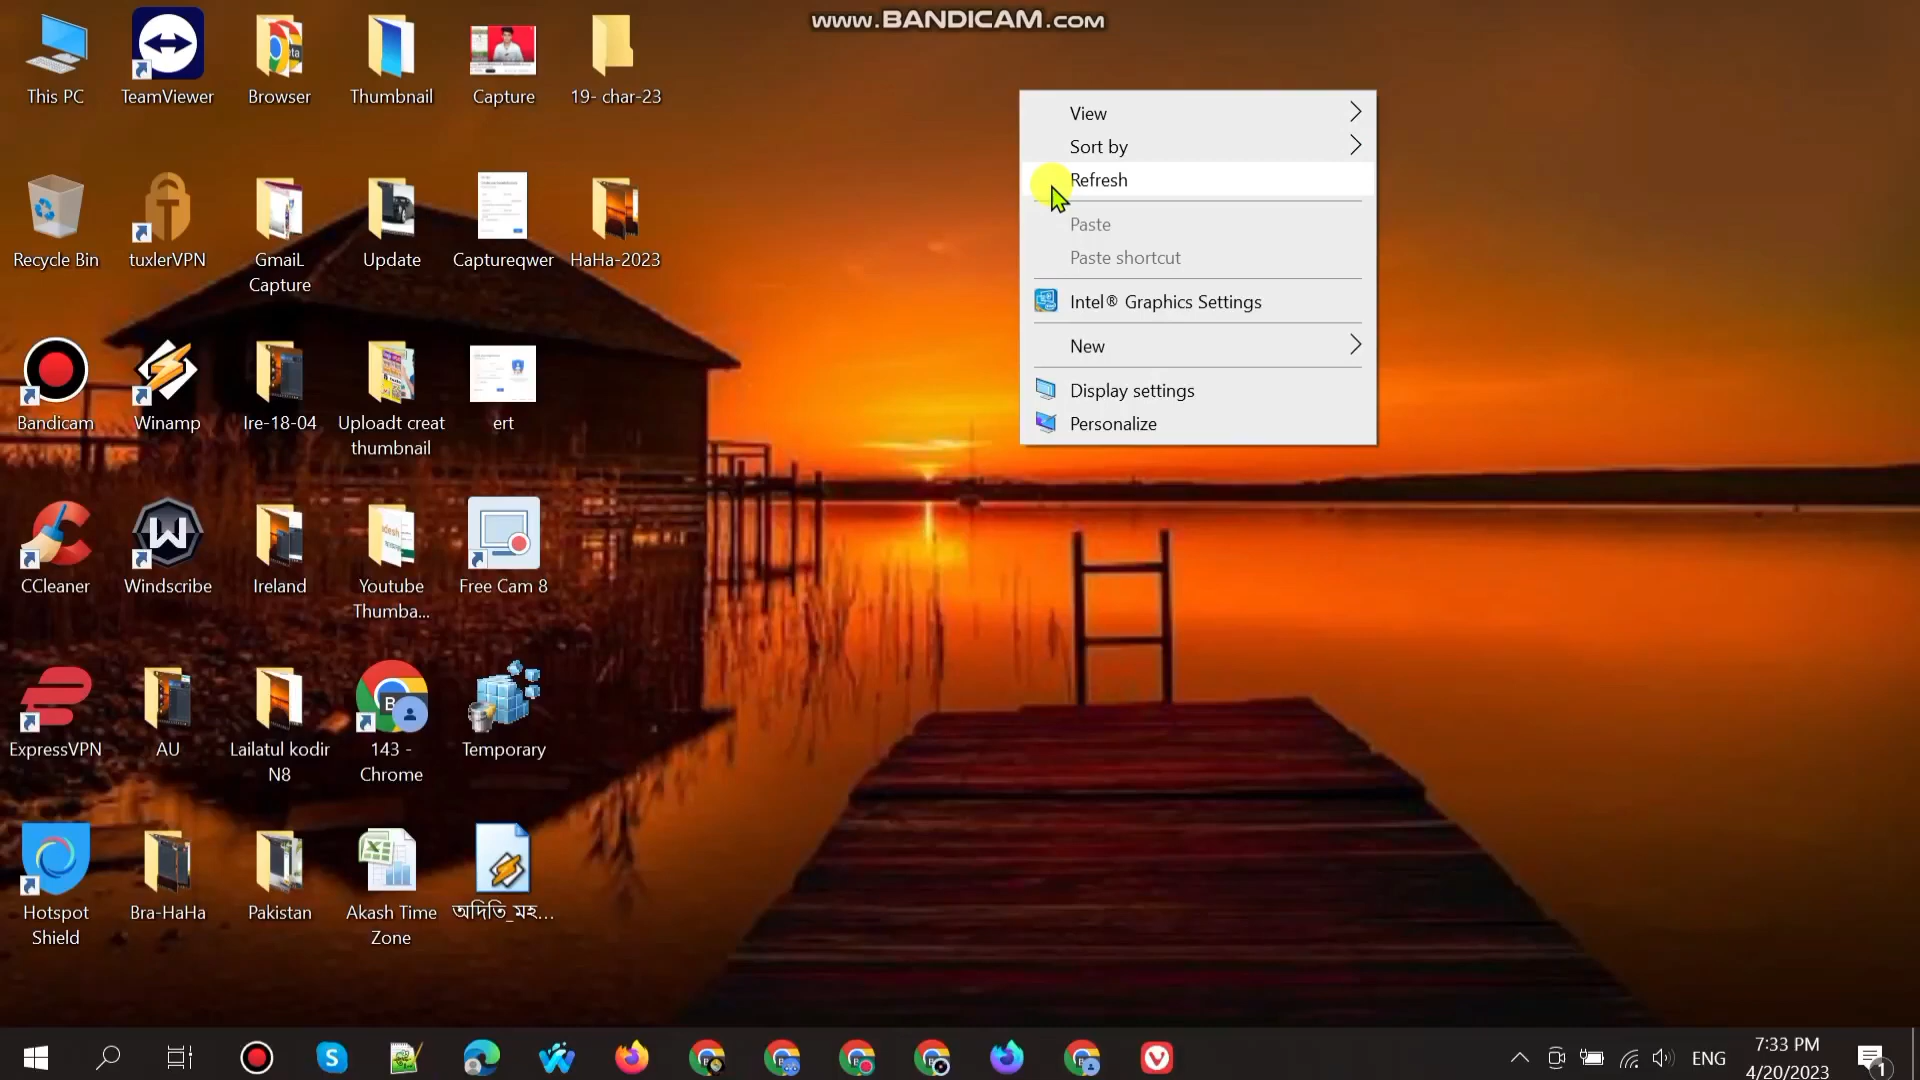 www.BANDICAM.com
This PC
TeamViewer
Browser
Thumbnail
Capture
19- char-23
Recycle Bin
tuxlerVPN
GmaiL
Capture
Update
Captureqwer
HaHa-2023
Bandicam
Winamp
Ire-18-04
Uploadt creat
thumbnail
ert
CCleaner
Windscribe
Ireland
Youtube
Thumba...
Free Cam 8
ExpressVPN
AU
Lailatul kodir
N8
143 -
Chrome
Temporary
Hotspot
Shield
Bra-HaHa
Pakistan
Akash Time
Zone
অদিতি_মহ...
View
Sort by
Refresh
Paste
Paste shortcut
Intel® Graphics Settings
New
Display settings
Personalize
ENG
7:33 PM
4/20/2023
1